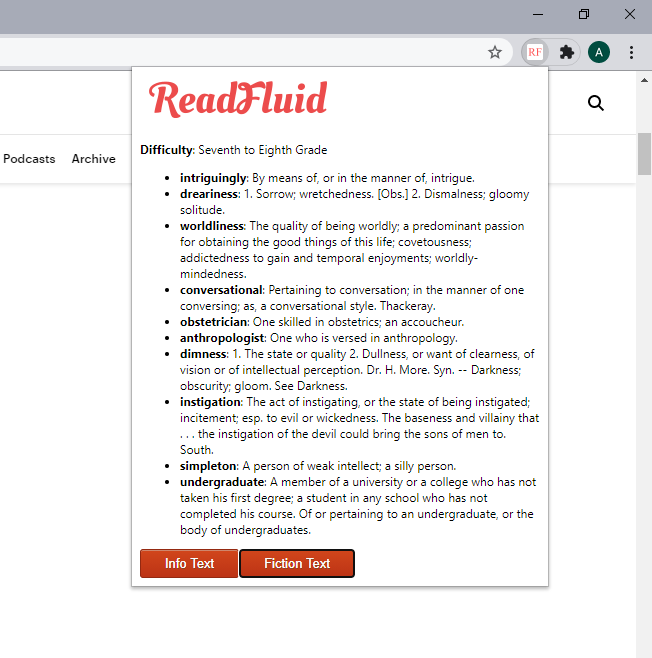 RF
A
ReadFluid
Podcasts Archive
Difficulty: Seventh to Eighth Grade
• intriguingly: By means of, or in the manner of, intrigue.
• dreariness: 1. Sorrow; wretchedness. [Obs.] 2. Dismalness; gloomy
solitude.
• worldliness: The quality of being worldly; a predominant passion
for obtaining the good things of this life; covetousness;
addictedness to gain and temporal enjoyments; worldly-
mindedness.
• conversational: Pertaining to conversation; in the manner of one
conversing; as, a conversational style. Thackeray.
• obstetrician: One skilled in obstetrics; an accoucheur.
• anthropologist: One who is versed in anthropology.
• dimness: 1. The state or quality 2. Dullness, or want of clearness, of
vision or of intellectual perception. Dr. H. More. Syn. -- Darkness;
obscurity; gloom. See Darkness.
• instigation: The act of instigating, or the state of being instigated;
incitement; esp. to evil or wickedness. The baseness and villainy that
. . . the instigation of the devil could bring the sons of men to.
South.
• simpleton: A person of weak intellect; a silly person.
• undergraduate: A member of a university or a college who has not
taken his first degree; a student in any school who has not
completed his course. Of or pertaining to an undergraduate, or the
body of undergraduates.
Info Text Fiction Text